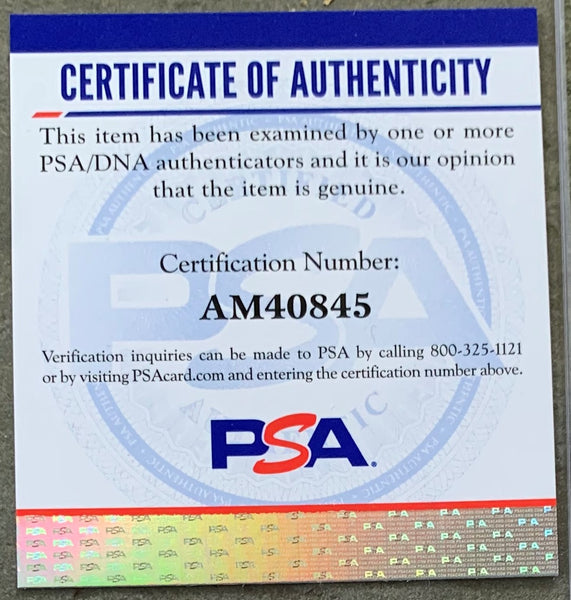 CERTIFICATE OF AUTHENTICITY
This item has been examined by one or more
PSA/DNA authenticators and it is our opinion
that the item is genuine.
Certification Number:
AM40845
Verification inquiries can be made to PSA by calling 800-325-1121
or by visiting PSAcard.com and entering the certification number above.
PSA®